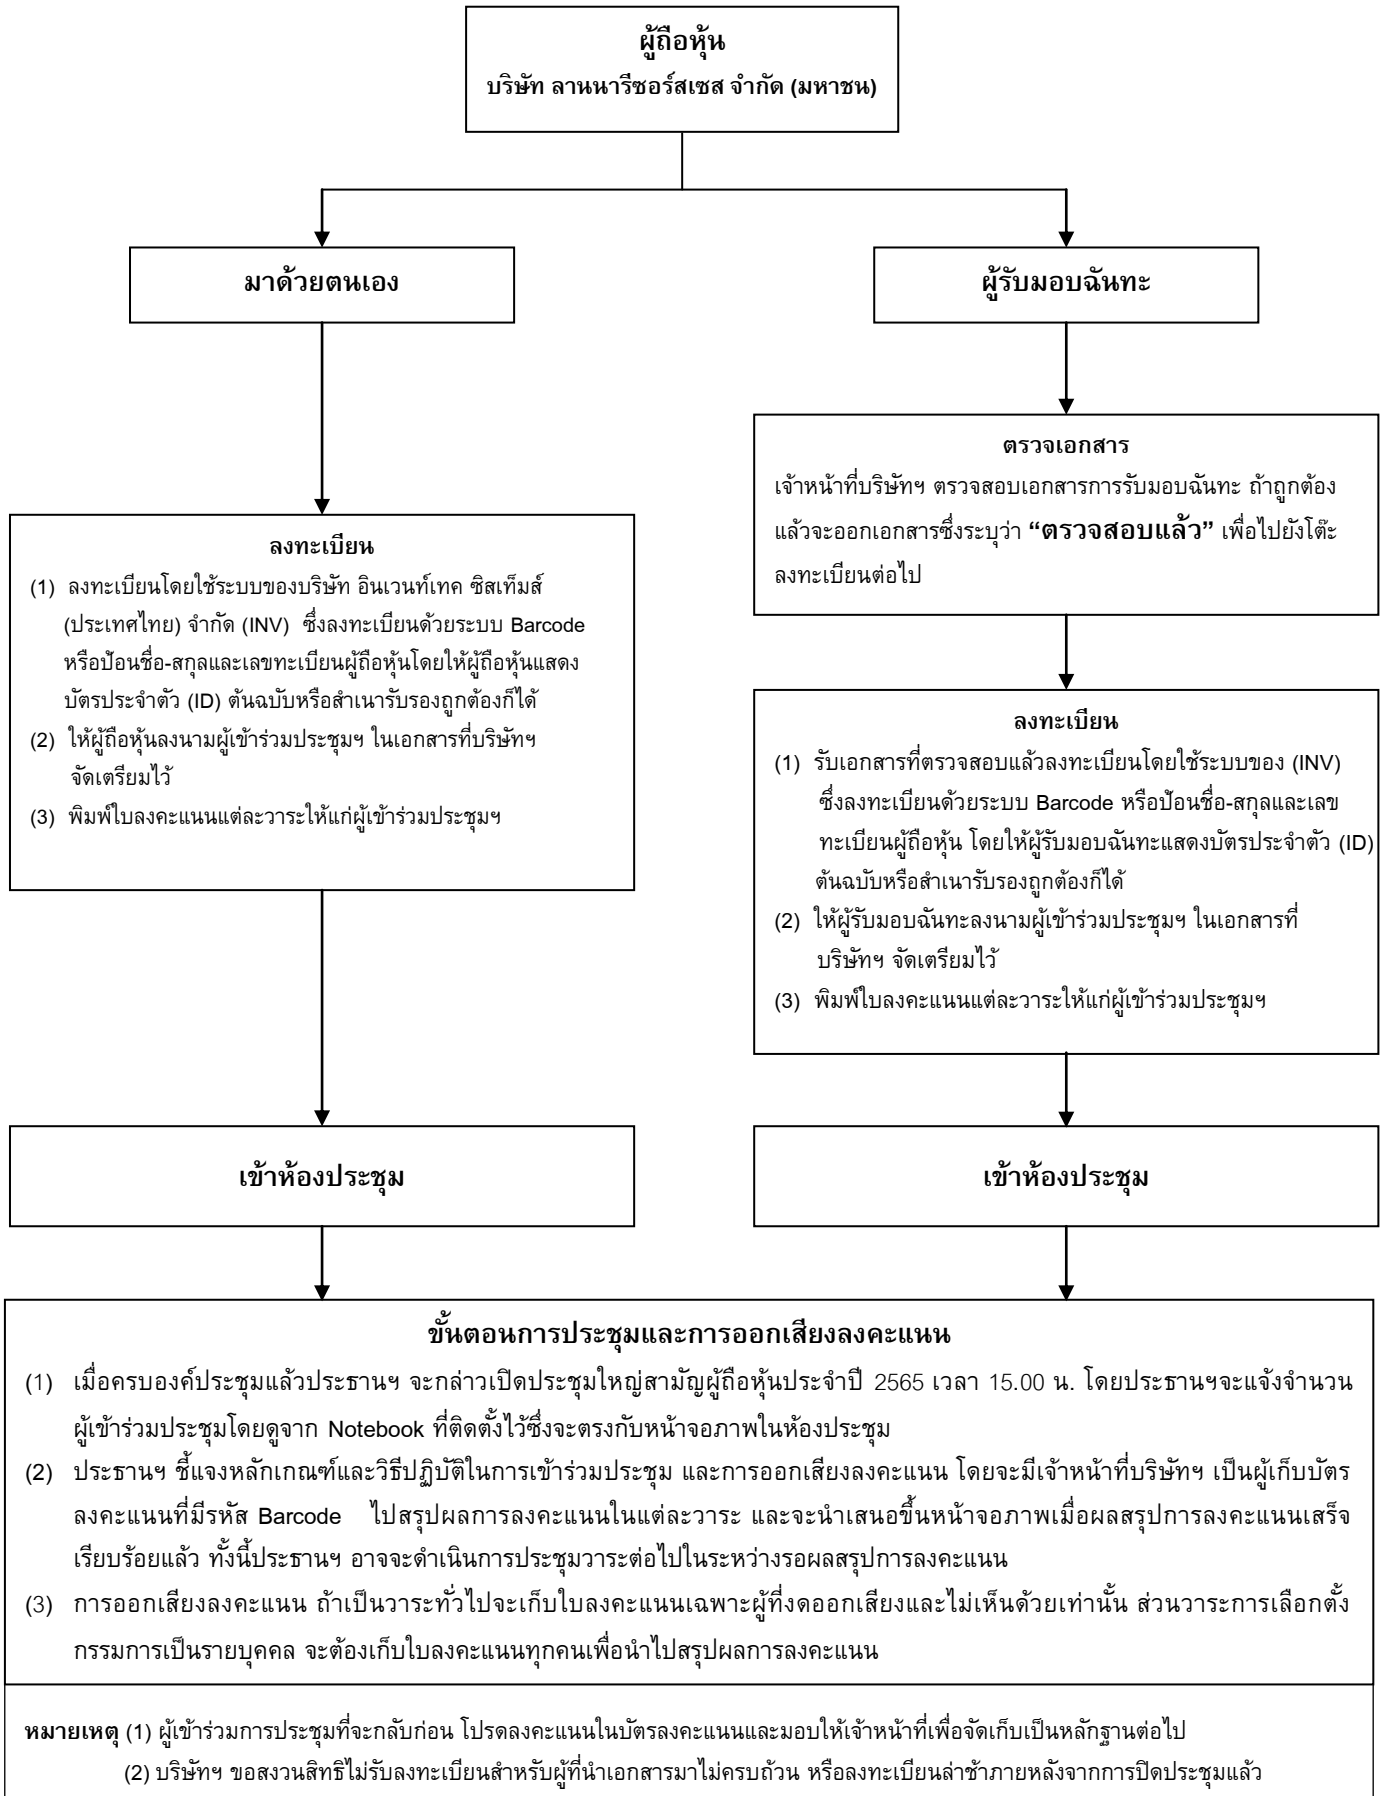 ผู้ถือหุ้น
บริษัท ลานนารีซอร์สเซส จำกัด (มหาชน)
มาด้วยตนเอง
ลงทะเบียน
(1) ลงทะเบียนโดยใช้ระบบของบริษัท อินเวนท์เทค ซิสเท็มส์
(ประเทศไทย) จำกัด (INV) ซึ่งลงทะเบียนด้วยระบบ Barcode
หรือป้อนชื่อ-สกุลและเลขทะเบียนผู้ถือหุ้นโดยให้ผู้ถือหุ้นแสดง
บัตรประจำตัว (ID) ต้นฉบับหรือสำเนารับรองถูกต้องก็ได้
(2) ให้ผู้ถือหุ้นลงนามผู้เข้าร่วมประชุมฯ ในเอกสารที่บริษัทฯ
จัดเตรียมไว้
(3) พิมพ์ใบลงคะแนนแต่ละวาระให้แก่ผู้เข้าร่วมประชุมฯ
เข้าห้องประชุม
ผู้รับมอบฉันทะ
ตรวจเอกสาร
เจ้าหน้าที่บริษัทฯ ตรวจสอบเอกสารการรับมอบฉันทะ ถ้าถูกต้อง
แล้วจะออกเอกสารซึ่งระบุว่า “ตรวจสอบแล้ว” เพื่อไปยังโต๊ะ
ลงทะเบียนต่อไป
ลงทะเบียน
(1) รับเอกสารที่ตรวจสอบแล้วลงทะเบียนโดยใช้ระบบของ (INV)
ซึ่งลงทะเบียนด้วยระบบ Barcode หรือป้อนชื่อ-สกุลและเลข
ทะเบียนผู้ถือหุ้น โดยให้ผู้รับมอบฉันทะแสดงบัตรประจำตัว (ID)
ต้นฉบับหรือสำเนารับรองถูกต้องก็ได้
(2) ให้ผู้รับมอบฉันทะลงนามผู้เข้าร่วมประชุมฯ ในเอกสารที่
บริษัทฯ จัดเตรียมไว้
(3) พิมพ์ใบลงคะแนนแต่ละวาระให้แก่ผู้เข้าร่วมประชุมฯ
เข้าห้องประชุม
ขั้นตอนการประชุมและการออกเสียงลงคะแนน
(1) เมื่อครบองค์ประชุมแล้วประธานฯ จะกล่าวเปิดประชุมใหญ่สามัญผู้ถือหุ้นประจำปี 2565 เวลา 15.00 น. โดยประธานฯจะแจ้งจำนวน
ผู้เข้าร่วมประชุมโดยดูจาก Notebook ที่ติดตั้งไว้ซึ่งจะตรงกับหน้าจอภาพในห้องประชุม
(2) ประธานฯ ชี้แจงหลักเกณฑ์และวิธีปฏิบัติในการเข้าร่วมประชุม และการออกเสียงลงคะแนน โดยจะมีเจ้าหน้าที่บริษัทฯ เป็นผู้เก็บบัตร
ลงคะแนนที่มีรหัส Barcode ไปสรุปผลการลงคะแนนในแต่ละวาระ และจะนำเสนอขึ้นหน้าจอภาพเมื่อผลสรุปการลงคะแนนเสร็จ
เรียบร้อยแล้ว ทั้งนี้ประธานฯ อาจจะดำเนินการประชุมวาระต่อไปในระหว่างรอผลสรุปการลงคะแนน
(3) การออกเสียงลงคะแนน ถ้าเป็นวาระทั่วไปจะเก็บใบลงคะแนนเฉพาะผู้ที่งดออกเสียงและไม่เห็นด้วยเท่านั้น ส่วนวาระการเลือกตั้ง
กรรมการเป็นรายบุคคล จะต้องเก็บใบลงคะแนนทุกคนเพื่อนำไปสรุปผลการลงคะแนน
หมายเหตุ (1) ผู้เข้าร่วมการประชุมที่จะกลับก่อน โปรดลงคะแนนในบัตรลงคะแนนและมอบให้เจ้าหน้าที่เพื่อจัดเก็บเป็นหลักฐานต่อไป
(2) บริษัทฯ ขอสงวนสิทธิไม่รับลงทะเบียนสำหรับผู้ที่นำเอกสารมาไม่ครบถ้วน หรือลงทะเบียนล่าช้าภายหลังจากการปิดประชุมแล้ว